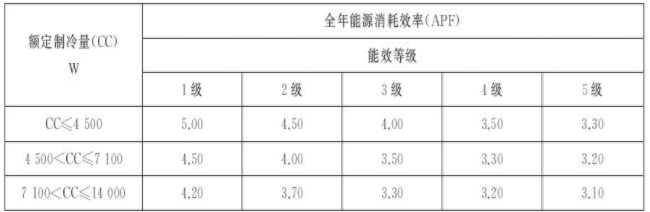 额定制冷量(CC)
W
全年能源消耗效率(APF)
能效等级
1级 2级 3级 4级 5级
CC≤4 500 5.00 4.50 4.00 3.50 3.30
4 500<CC≤7 100 4.50 4.00 3.50 3.30 3.20
7 100<CC≤14 000 4.20 3.70 3.30 3.20 3.10